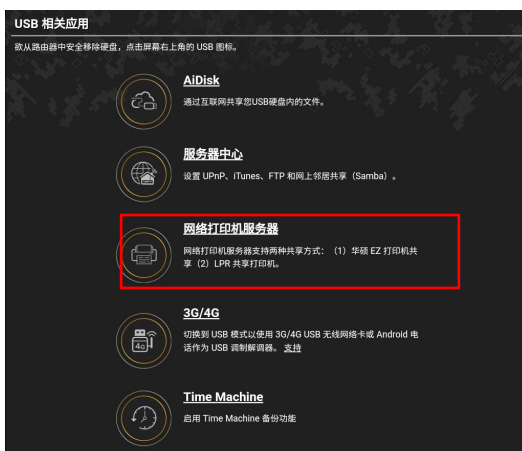 USB 相关应用
欲从路由器中安全移除硬盘，点击屏幕右上角的 USB 图标。
AiDisk
通过互联网共享您USB硬盘内的文件。
服务器中心
设置 UPnP、iTunes、FTP 和网上邻居共享（Samba）。
网络打印机服务器
网络打印机服务器支持两种共享方式：（1）华硕 EZ 打印机共
享（2）LPR 共享打印机。
3G/4G
4G
切换到 USB 模式以使用 3G/4G USB 无线网络卡或 Android 电
话作为 USB 调制解调器。 支持
Time Machine
启用 Time Machine 备份功能